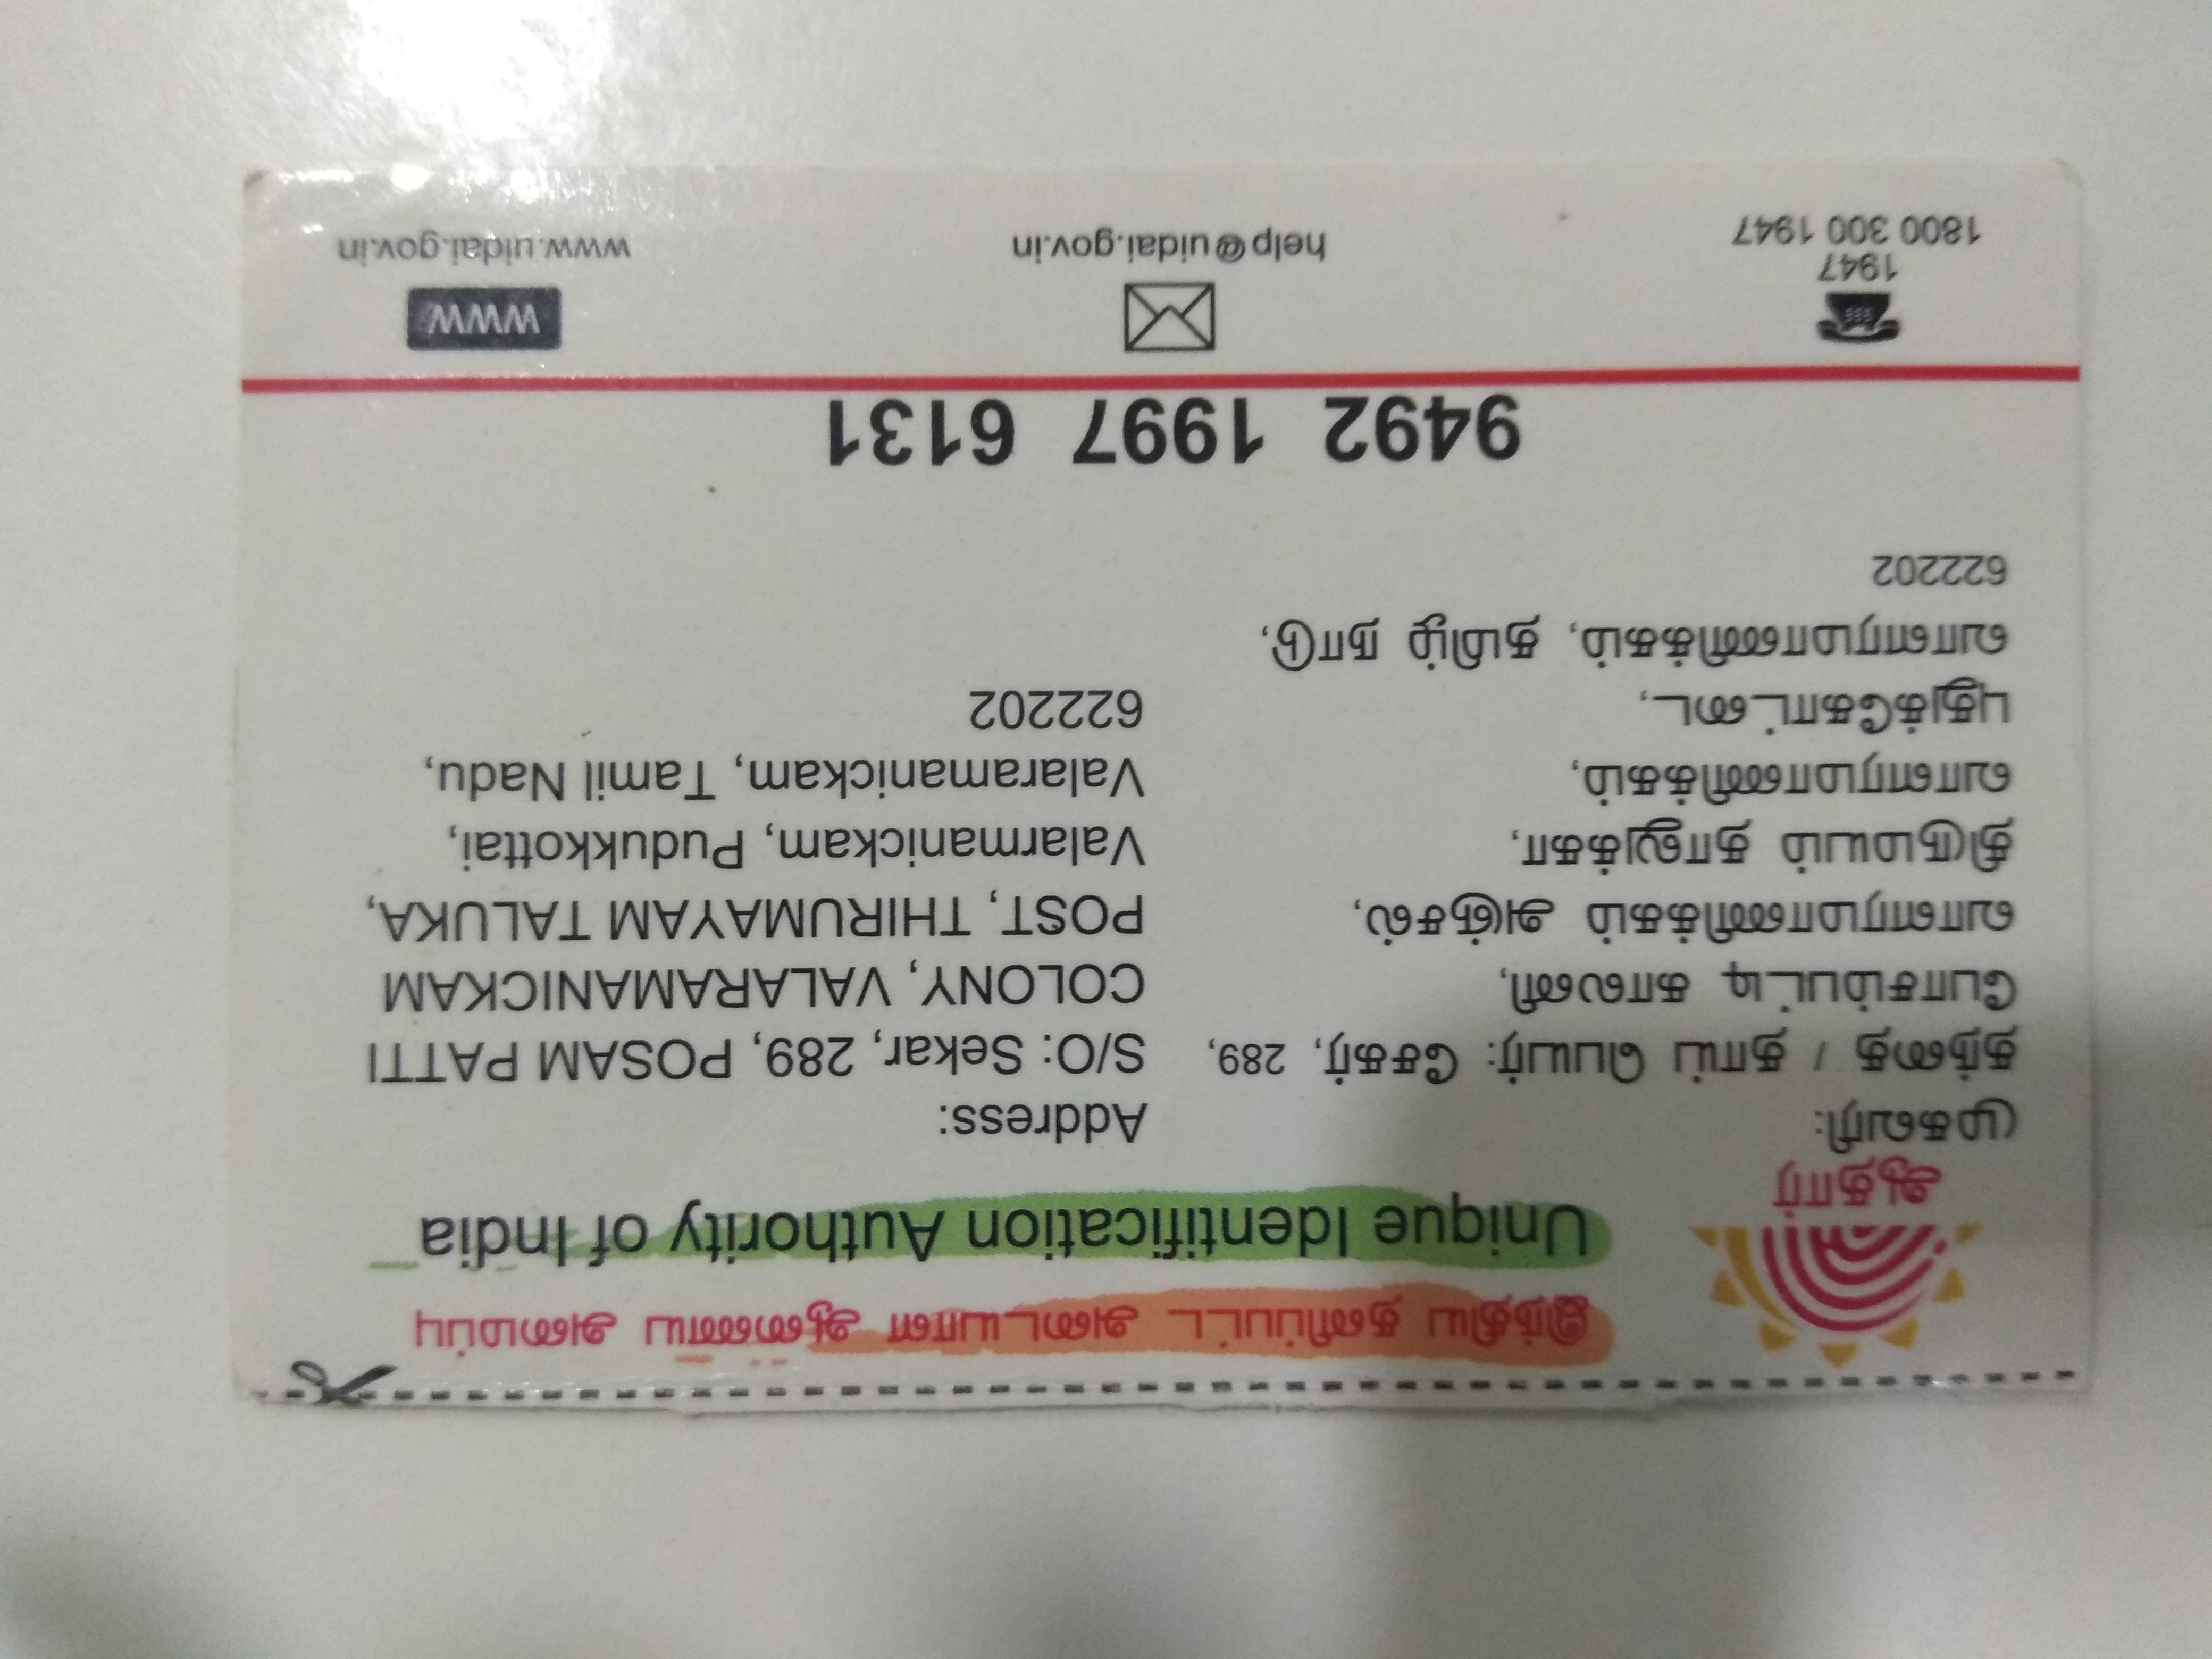 இந்திய தனிப்பட்ட அடையாள ஆணைய அமைப்பு
Unique Identification Authority of India
ஆதார்
முகவரி:
தந்தை / தாய் பெயர்: சேகர், 289,
போசம்பட்டி காலனி,
வாளரமாணிக்கம் அஞ்சல்,
திருமயம் தாலுக்கா,
வாளரமாணிக்கம்,
புதுக்கோட்டை,
வாளரமாணிக்கம், தமிழ் நாடு,
622202
Address:
S/O: Sekar, 289, POSAM PATTI
COLONY, VALARAMANICKAM
POST, THIRUMAYAM TALUKA,
Valarmanickam, Pudukkottai,
Valaramanickam, Tamil Nadu,
622202
9492 1997 6131
1947
1800 300 1947
help@uidai.gov.in
WWW
www.uidai.gov.in